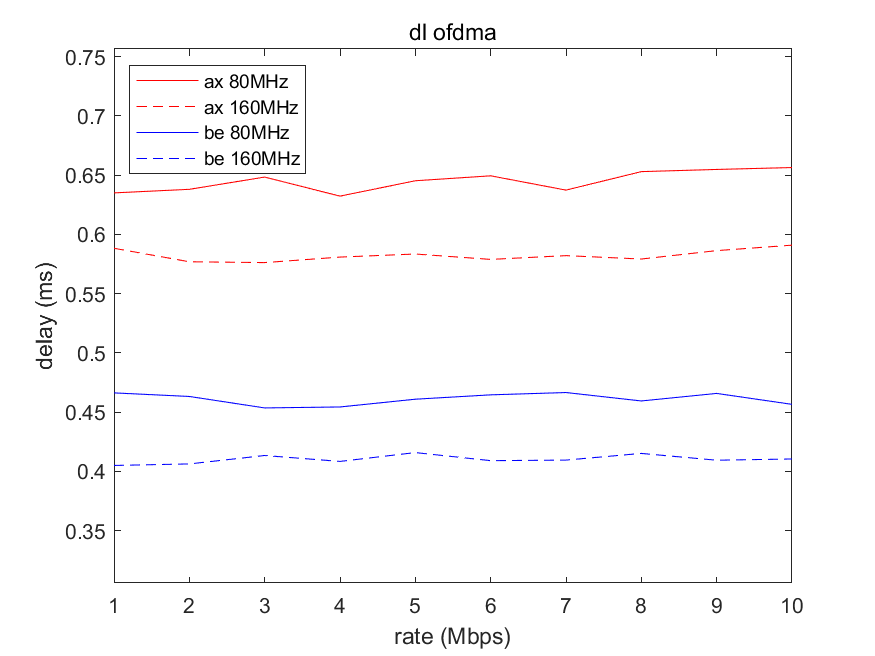 dl ofdma
ax 80MHz
ax 160MHz
be 80MHz
be 160MHz
0.75
0.7
0.65
0.6
0.55
0.5
0.45
0.4
0.35
delay (ms)
1 2 3 4 5 6 7 8 9 10
rate (Mbps)